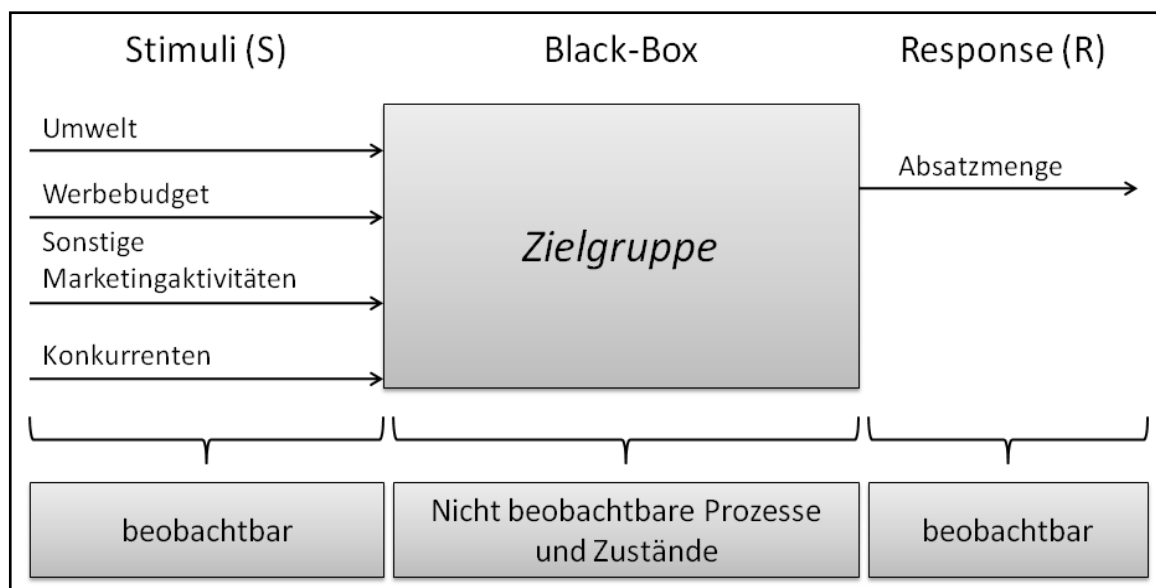 Stimuli (S)
Black-Box
Response (R)
Umwelt
Werbebudget
Sonstige
Marketingaktivitäten
Konkurrenten
Zielgruppe
Absatzmenge
beobachtbar
Nicht beobachtbare Prozesse
und Zustände
beobachtbar